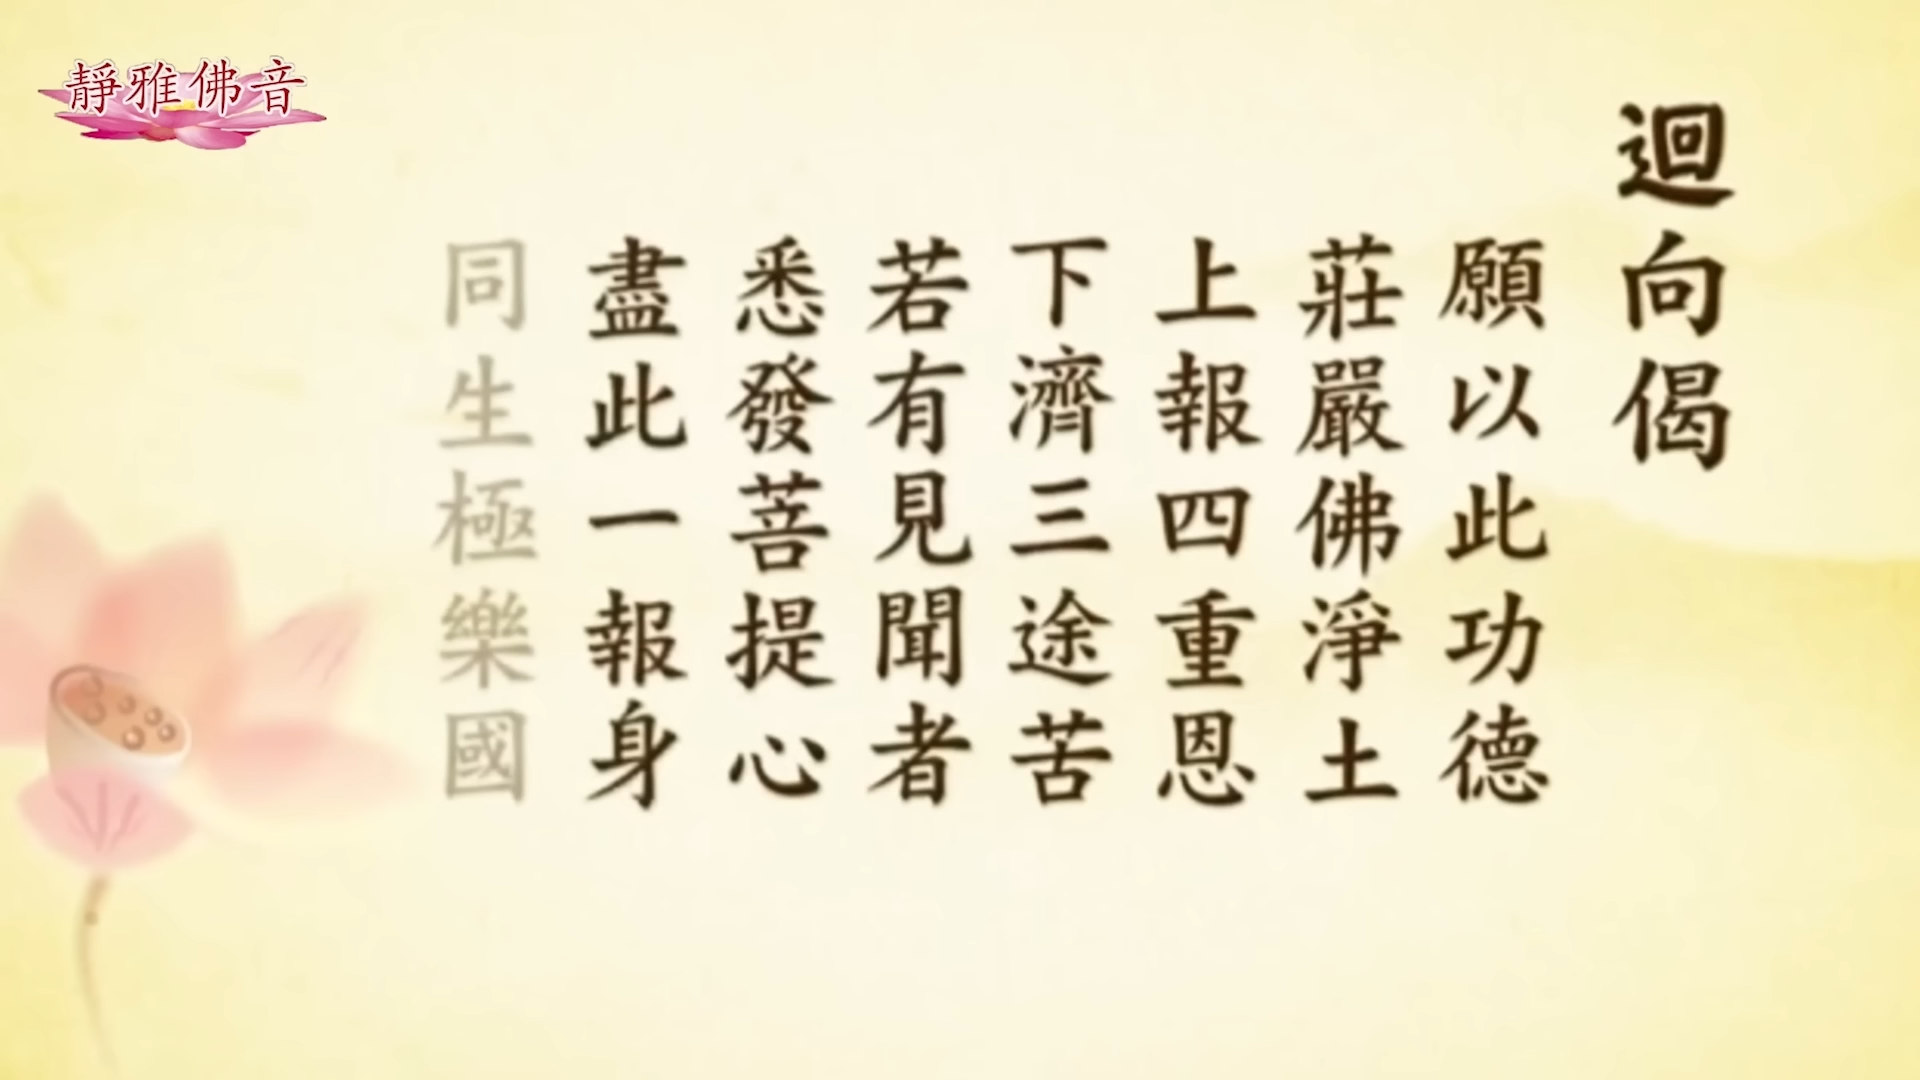 靜雅佛音
迴向偈
願以此功德
莊嚴佛淨土
上報四重恩
下濟三途苦
若有見聞者
悉發菩提心
盡此一報身
同生極樂國